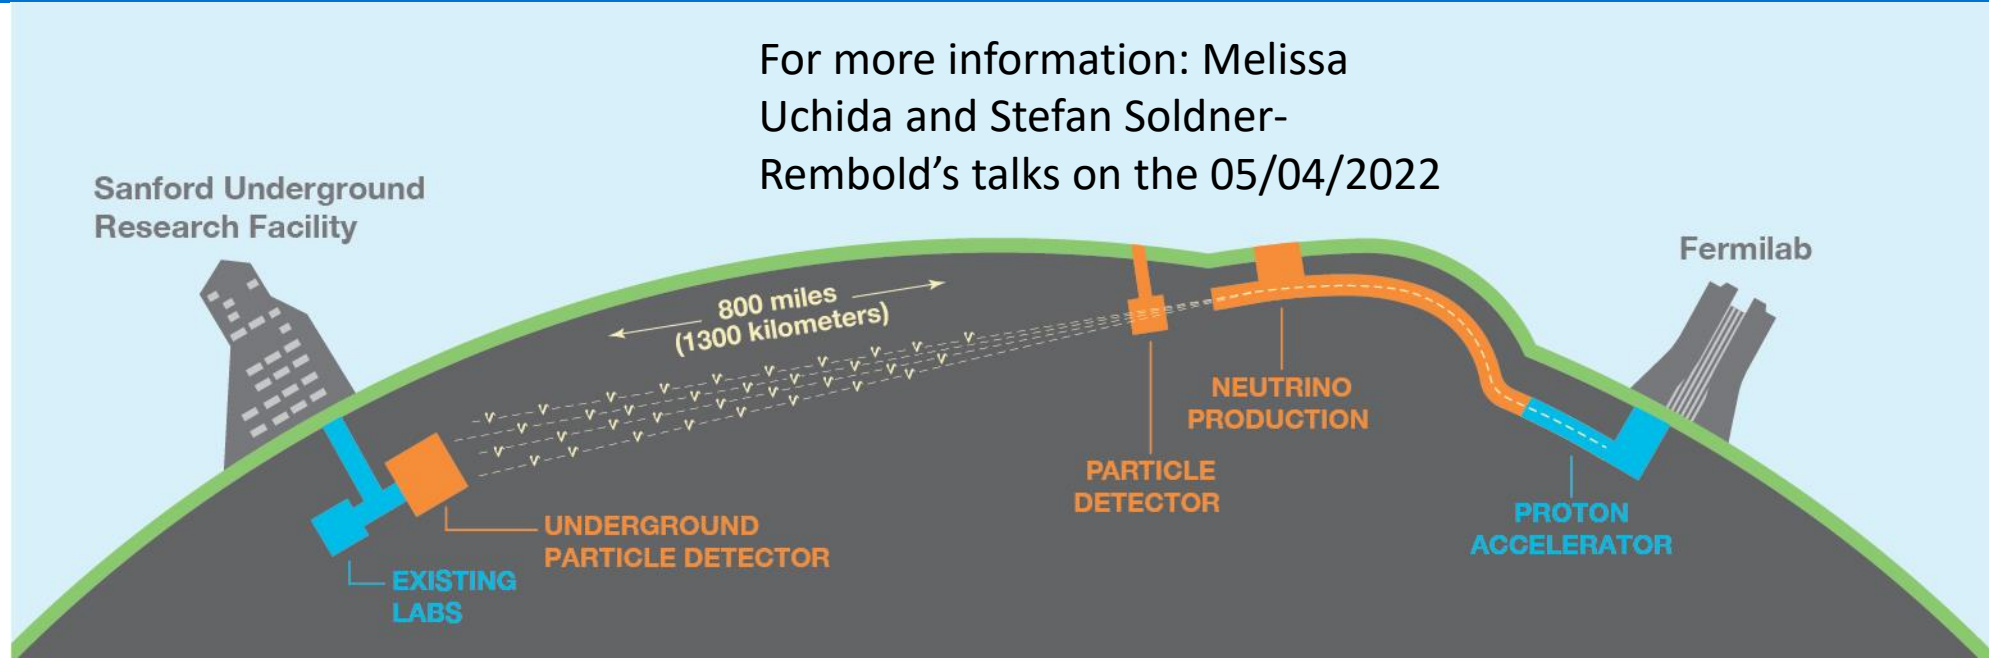 For more information: Melissa
Uchida and Stefan Soldner-
Rembold’s talks on the 05/04/2022
Sanford Underground
Research Facility
Fermilab
800 miles
(1300 kilometers)
NEUTRINO
PRODUCTION
PARTICLE
DETECTOR
PROTON
ACCELERATOR
UNDERGROUND
PARTICLE DETECTOR
EXISTING
LABS